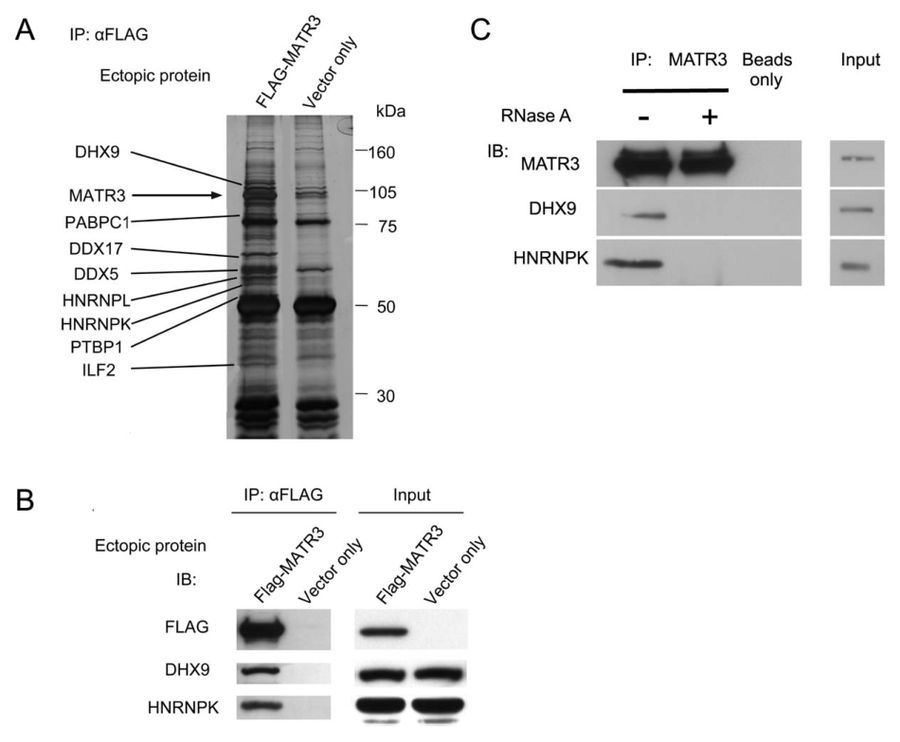 A
IP: αFLAG
Ectopic protein
FLAG-MATR3
Vector only
kDa
DHX9
MATR3
PABPC1
DDX17
DDX5
HNRNPL
HNRNPK
PTBP1
ILF2
160
105
75
50
30
B
IP: αFLAG
Input
Ectopic protein
Flag-MATR3
Vector only
Flag-MATR3
Vector only
IB:
FLAG
DHX9
HNRNPK
C
IP: MATR3
Beads only
Input
RNase A
- +
IB:
MATR3
DHX9
HNRNPK